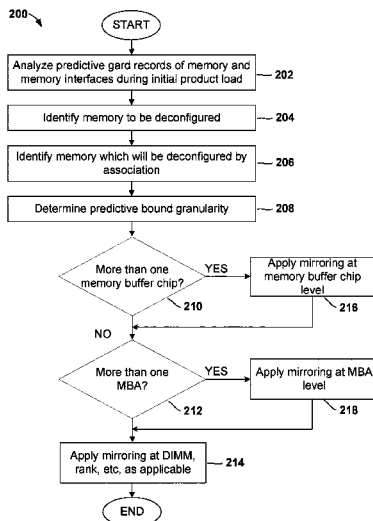 200
START
Analyze predictive gard records of memory and
memory interfaces during initial product load
202
Identify memory to be deconfigured
204
Identify memory which will be deconfigured by
association
206
Determine predictive bound granularity
208
More than one
memory buffer chip?
YES
210
Apply mirroring at
memory buffer chip
level
216
NO
More than one
MBA?
YES
212
Apply mirroring at MBA
level
218
Apply mirroring at DIMM,
rank, etc, as applicable
214
END